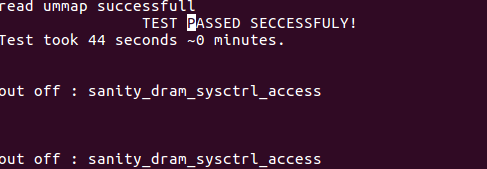 read ummap successfull
TEST PASSED SECCESSFULY!
Test took 44 seconds ~0 minutes.
out off : sanity_dram_sysctrl_access
out off : sanity_dram_sysctrl_access